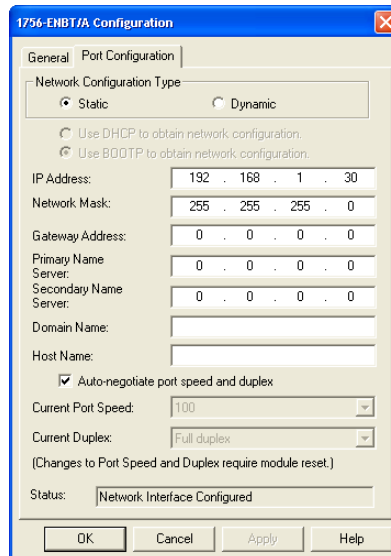 1756-ENBT/A Configuration
General
Port Configuration
Network Configuration Type
Static
Dynamic
Use DHCP to obtain network configuration.
Use BOOTP to obtain network configuration.
IP Address: 192 . 168 . 1 . 30
Network Mask: 255 . 255 . 255 . 0
Gateway Address: 0 . 0 . 0 . 0
Primary Name
Server: 0 . 0 . 0 . 0
Secondary Name
Server: 0 . 0 . 0 . 0
Domain Name:
Host Name:
Auto-negotiate port speed and duplex
Current Port Speed: 100
Current Duplex: Full duplex
(Changes to Port Speed and Duplex require module reset.)
Status: Network Interface Configured
OK Cancel Apply Help